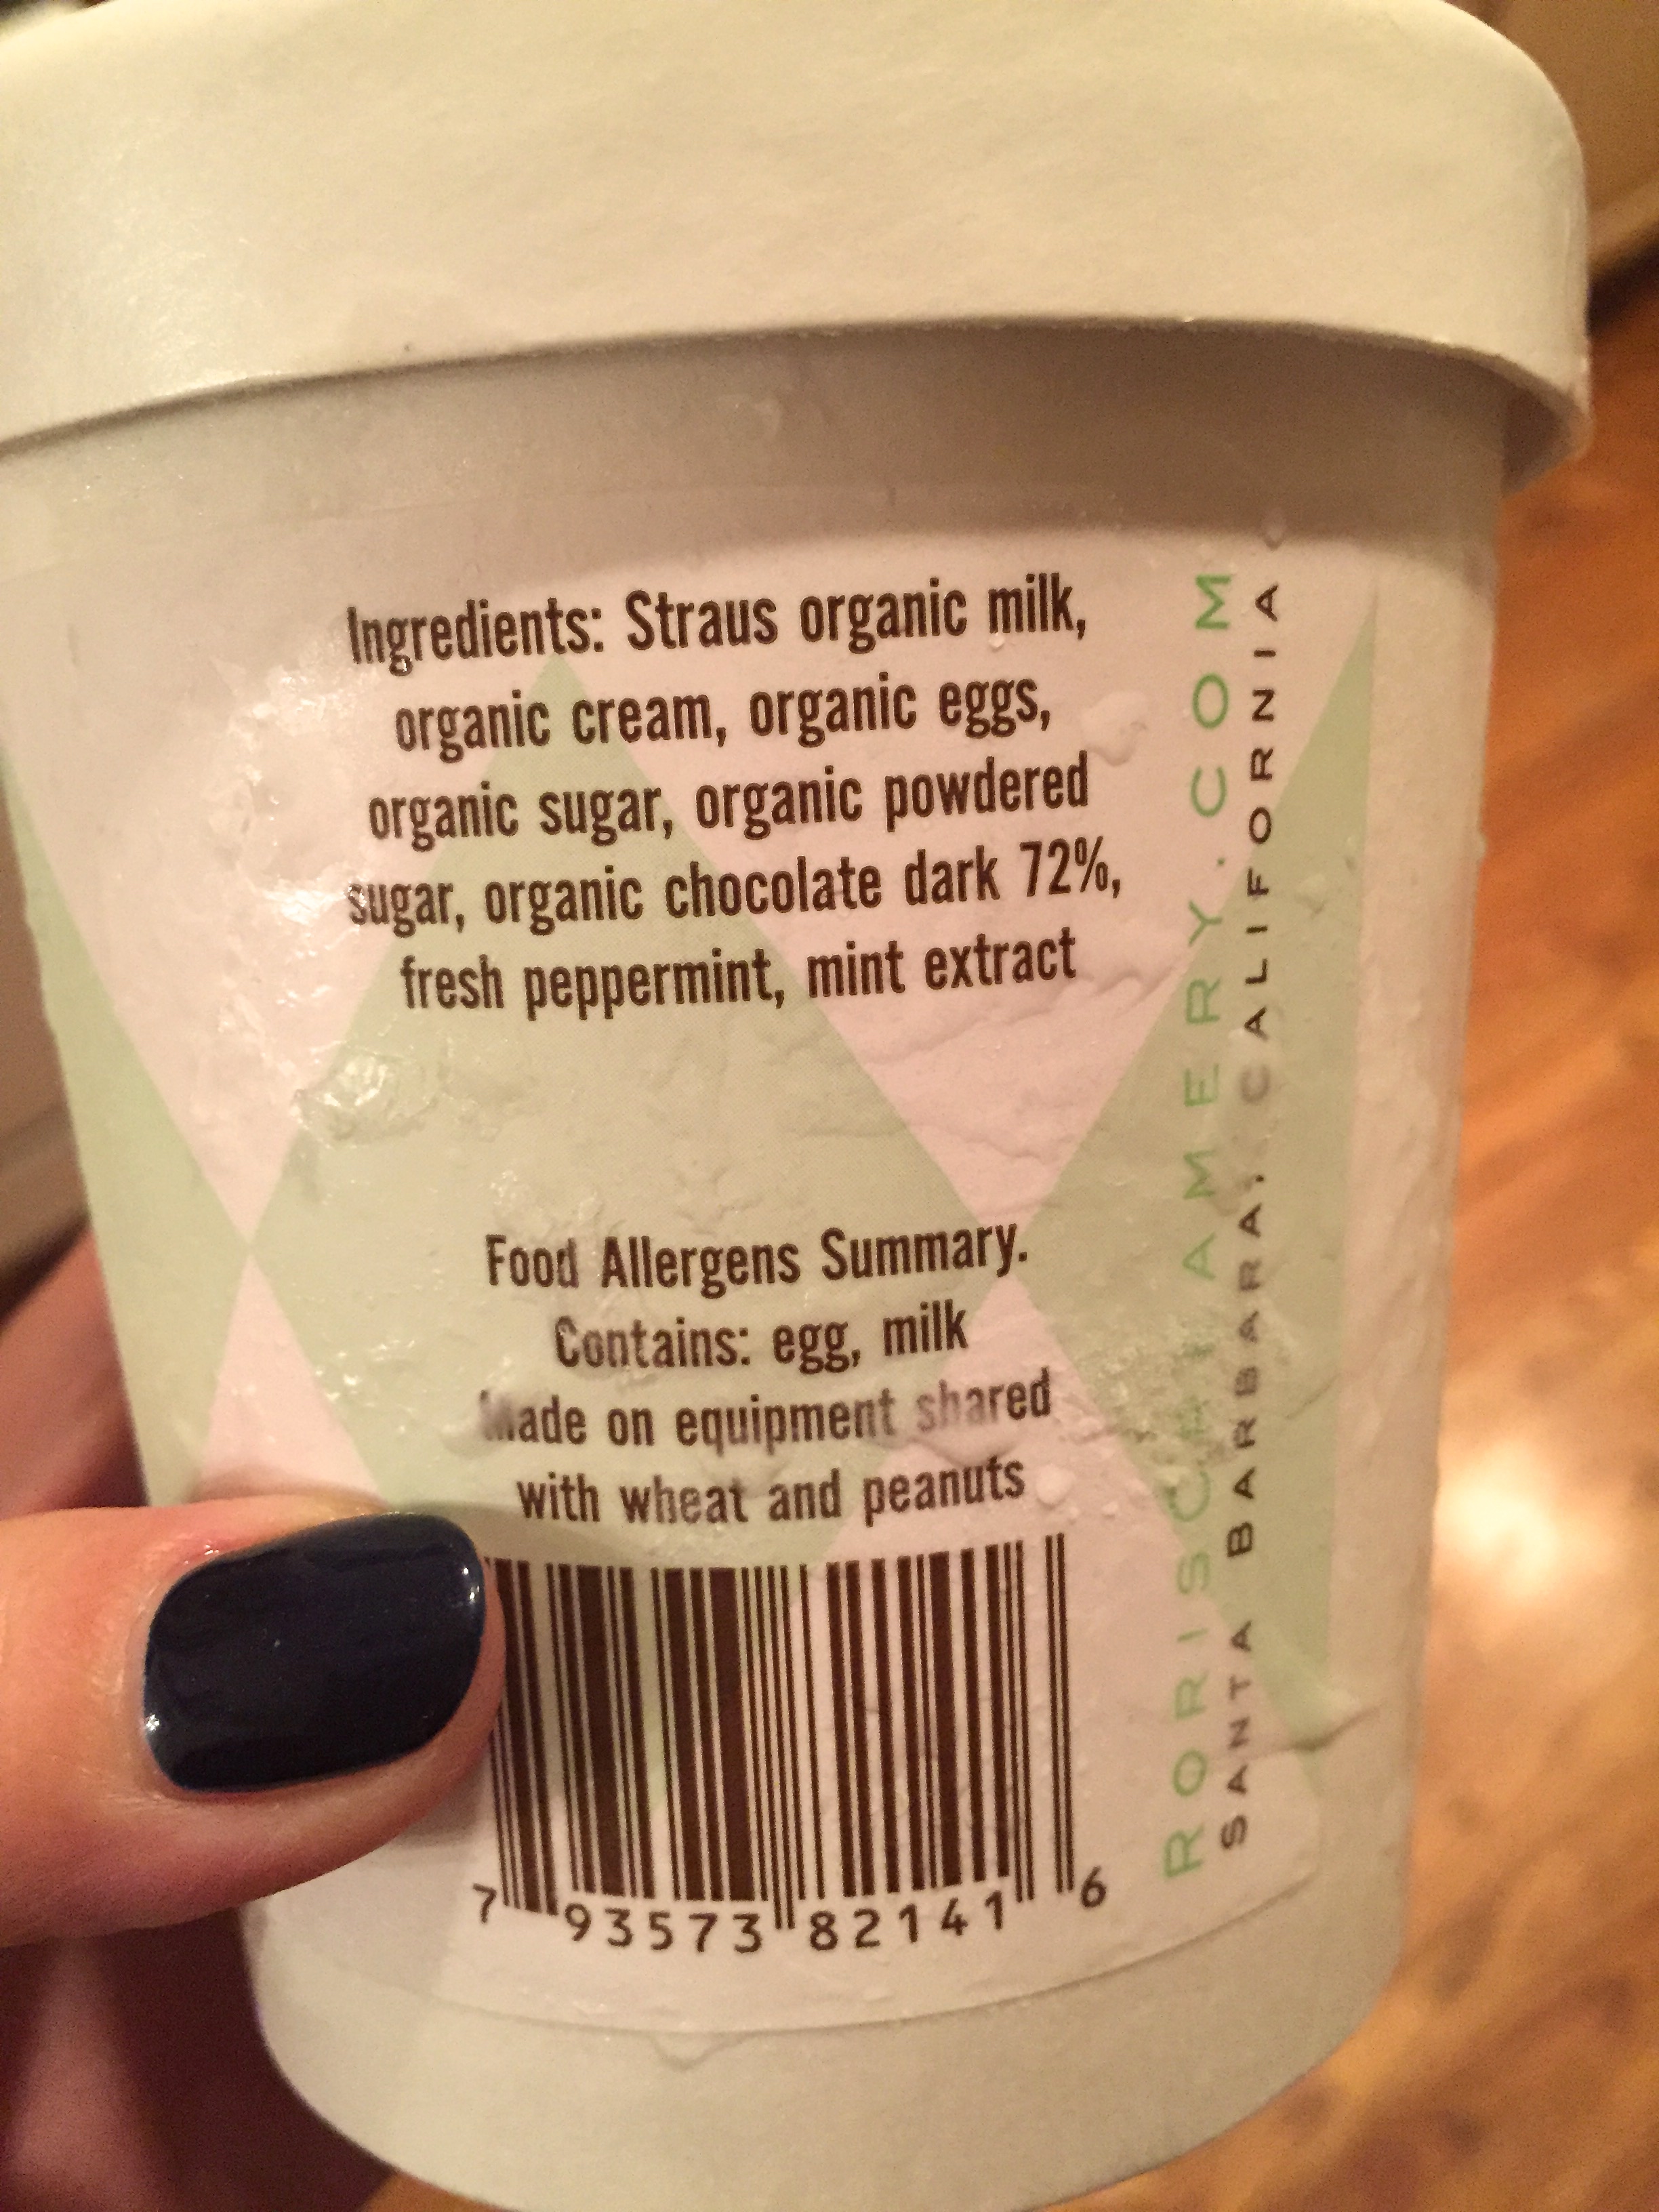 Ingredients: Straus organic milk,
organic cream, organic eggs,
organic sugar, organic powdered
sugar, organic chocolate dark 72%,
fresh peppermint, mint extract
Food Allergens Summary.
Contains: egg, milk
Made on equipment shared
with wheat and peanuts
7 93573 82141 6
RORISCREAMERY.COM
SANTA BARBARA, CALIFORNIA